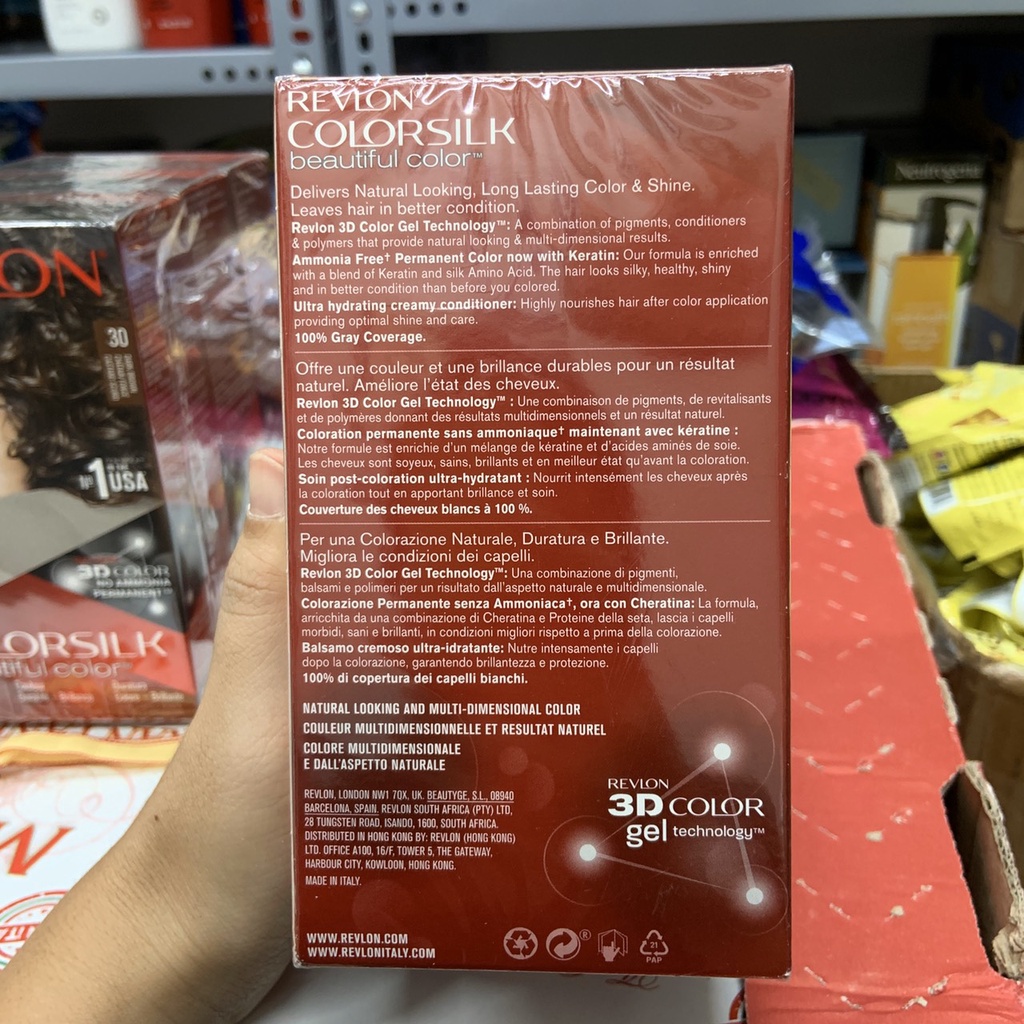 REVLON
COLORSILK
beautiful color™
Delivers Natural Looking, Long Lasting Color & Shine.
Leaves hair in better condition.
Revlon 3D Color Gel Technology™: A combination of pigments, conditioners
& polymers that provide natural looking & multi-dimensional results.
Ammonia Free† Permanent Color now with Keratin: Our formula is enriched
with a blend of Keratin and silk Amino Acid. The hair looks silky, healthy, shiny
and in better condition than before you colored.
Ultra hydrating creamy conditioner: Highly nourishes hair after color application
providing optimal shine and care.
100% Gray Coverage.
Offre une couleur et une brillance durables pour un résultat
naturel. Améliore l'état des cheveux.
Revlon 3D Color Gel Technology™ : Une combinaison de pigments, de revitalisants
et de polymères donnant des résultats multidimensionnels et un résultat naturel.
Coloration permanente sans ammoniaque† maintenant avec kératine :
Notre formule est enrichie d'un mélange de kératine et d'acides aminés de soie.
Les cheveux sont soyeux, sains, brillants et en meilleur état qu'avant la coloration.
Soin post-coloration ultra-hydratant : Nourrit intensément les cheveux après
la coloration tout en apportant brillance et soin.
Couverture des cheveux blancs à 100 %.
Per una Colorazione Naturale, Duratura e Brillante.
Migliora le condizioni dei capelli.
Revlon 3D Color Gel Technology™: Una combinazione di pigmenti,
balsami e polimeri per un risultato dall'aspetto naturale e multidimensionale.
Colorazione Permanente senza Ammoniaca†, ora con Cheratina: La formula,
arricchita da una combinazione di Cheratina e Proteine della seta, lascia i capelli
morbidi, sani e brillanti, in condizioni migliori rispetto a prima della colorazione.
Balsamo cremoso ultra-idratante: Nutre intensamente i capelli
dopo la colorazione, garantendo brillantezza e protezione.
100% di copertura dei capelli bianchi.
NATURAL LOOKING AND MULTI-DIMENSIONAL COLOR
COULEUR MULTIDIMENSIONNELLE ET RESULTAT NATUREL
COLORE MULTIDIMENSIONALE
E DALL'ASPETTO NATURALE
REVLON, LONDON NW1 7QX, UK. BEAUTYGE, S.L., 08940
BARCELONA, SPAIN. REVLON SOUTH AFRICA (PTY) LTD,
28 TUNGSTEN ROAD, ISANDO, 1600, SOUTH AFRICA.
DISTRIBUTED IN HONG KONG BY: REVLON (HONG KONG)
LTD. OFFICE A100, 16/F, TOWER 5, THE GATEWAY,
HARBOUR CITY, KOWLOON, HONG KONG.
MADE IN ITALY.
REVLON
3D COLOR
gel technology™
WWW.REVLON.COM
WWW.REVLONITALY.COM
®
21
PAP
ON
30
Nº1
USA
3D COLOR
NO AMMONIA
PERMANENT
ORSILK
tiful color
Neutrogena